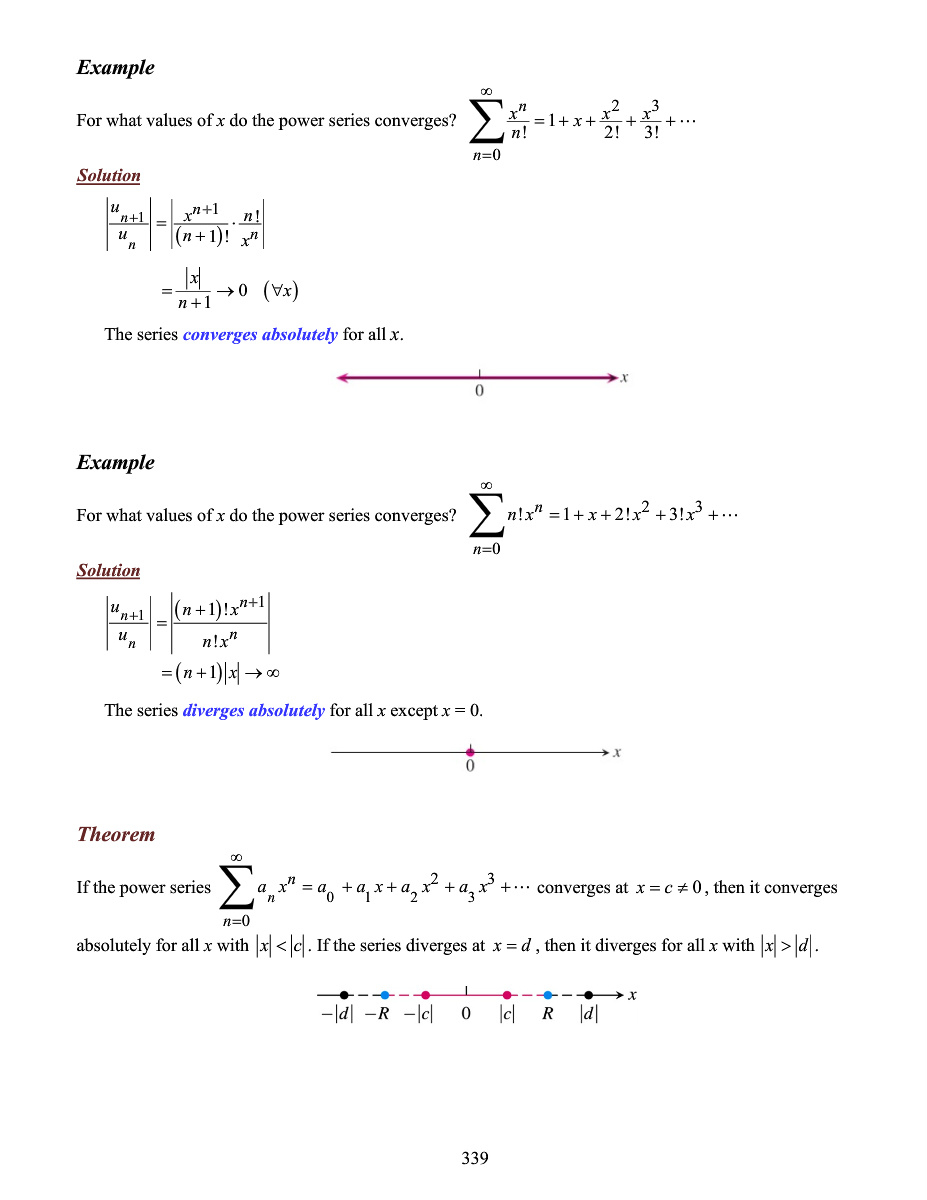 Example
For what values of x do the power series converges? $\sum_{n=0}^{\infty} \frac{x^n}{n!} = 1 + x + \frac{x^2}{2!} + \frac{x^3}{3!} + \cdots$
Solution
$\left|\frac{u_{n+1}}{u_n}\right| = \left|\frac{x^{n+1}}{(n+1)!} \cdot \frac{n!}{x^n}\right|$
$= \frac{|x|}{n+1} \to 0 \quad (\forall x)$
The series converges absolutely for all x.
x
0
Example
For what values of x do the power series converges? $\sum_{n=0}^{\infty} n! x^n = 1 + x + 2! x^2 + 3! x^3 + \cdots$
Solution
$\left|\frac{u_{n+1}}{u_n}\right| = \left|\frac{(n+1)! x^{n+1}}{n! x^n}\right|$
$= (n+1)|x| \to \infty$
The series diverges absolutely for all x except x = 0.
x
0
Theorem
If the power series $\sum_{n=0}^{\infty} a_n x^n = a_0 + a_1 x + a_2 x^2 + a_3 x^3 + \cdots$ converges at $x = c \neq 0$, then it converges
absolutely for all x with $|x| < |c|$. If the series diverges at $x = d$, then it diverges for all x with $|x| > |d|$.
x
−|d| −R −|c| 0 |c| R |d|
339